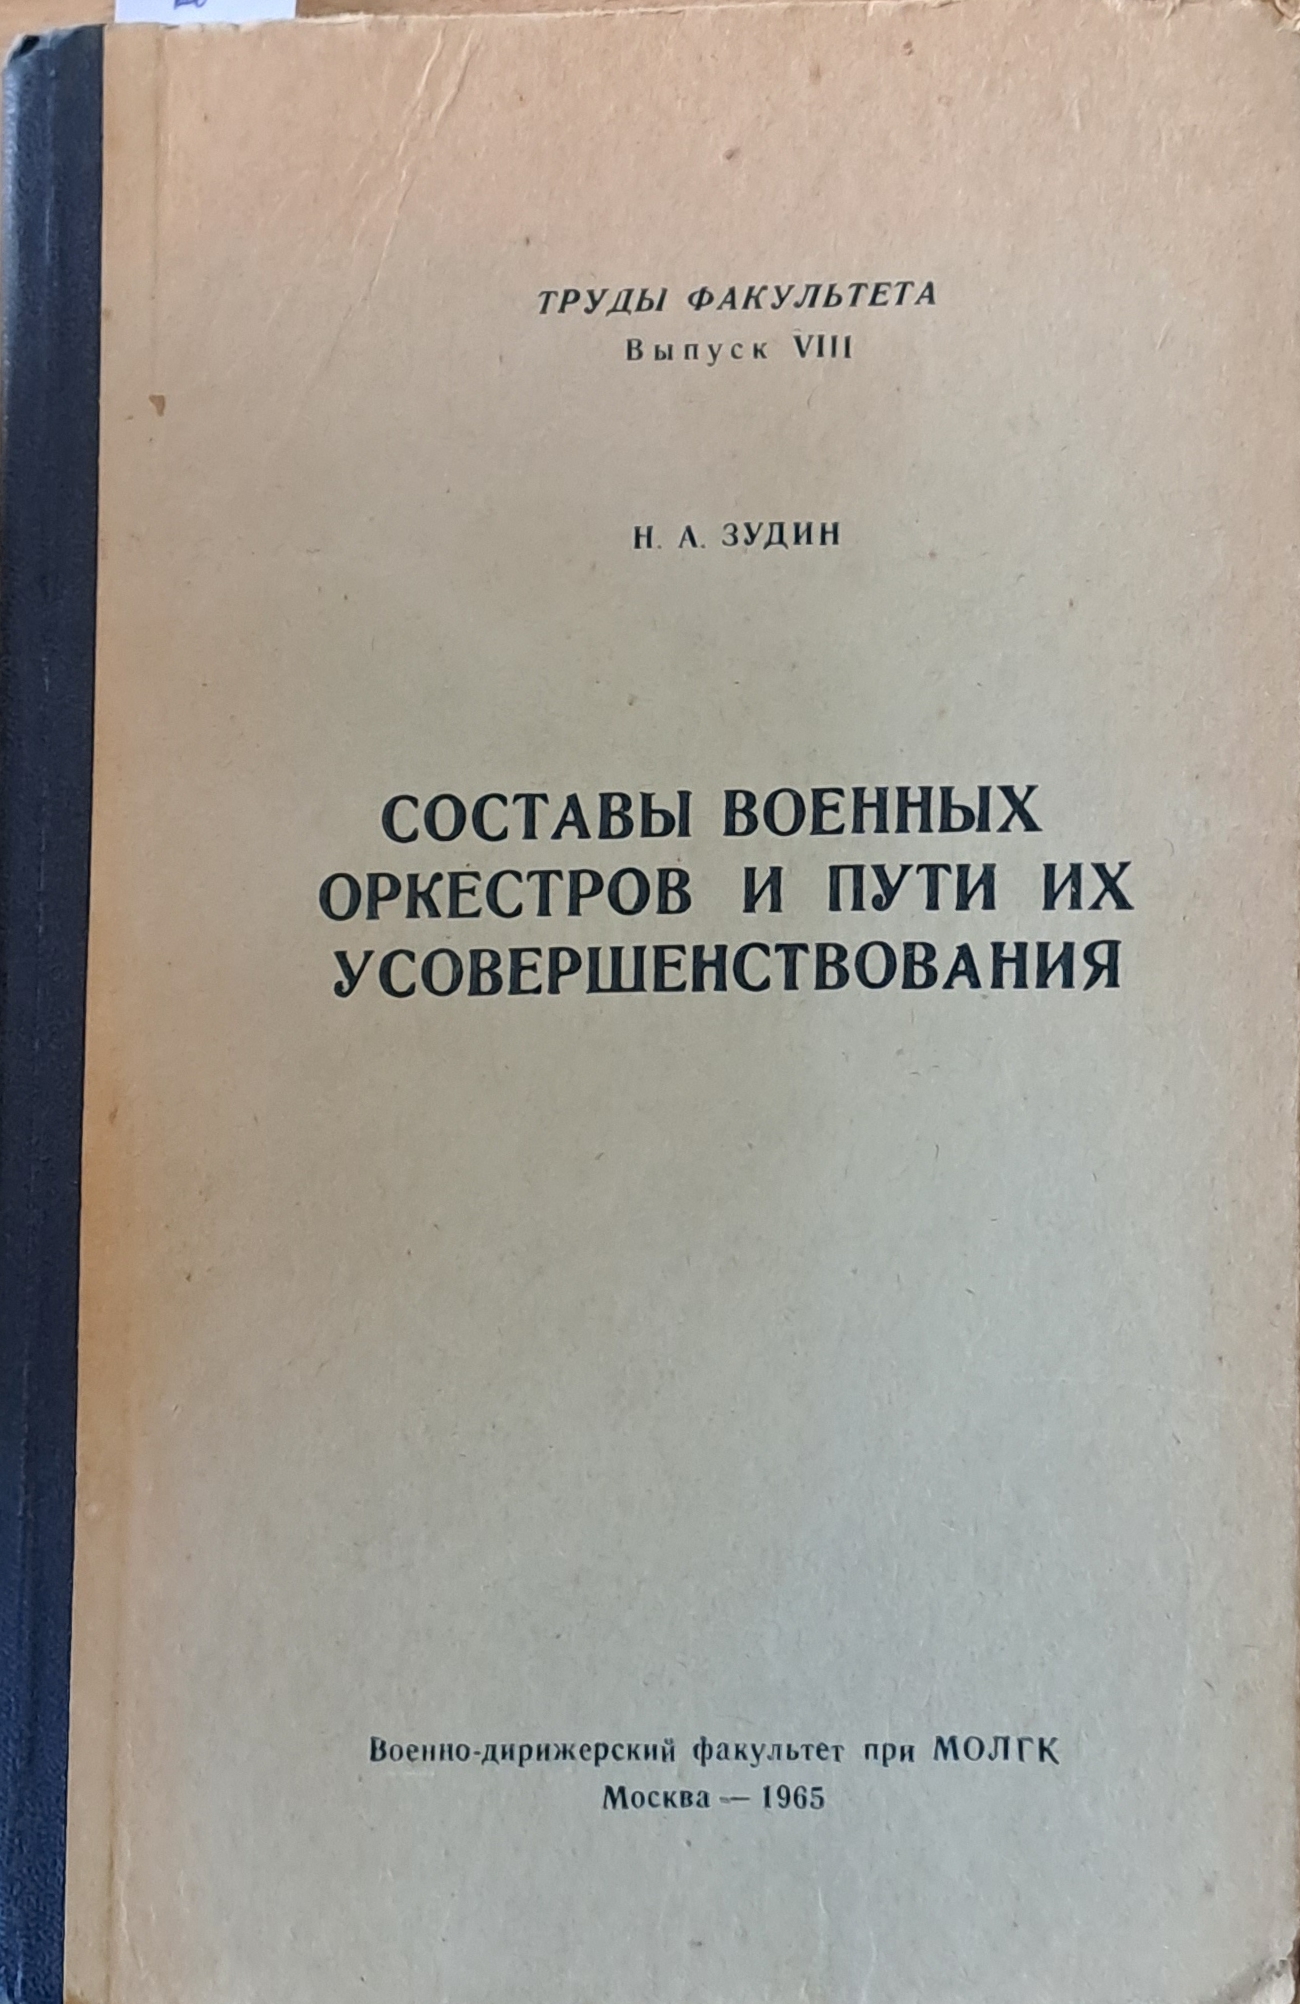 ТРУДЫ ФАКУЛЬТЕТА
Выпуск VIII
Н. А. ЗУДИН
СОСТАВЫ ВОЕННЫХ
ОРКЕСТРОВ И ПУТИ ИХ
УСОВЕРШЕНСТВОВАНИЯ
Военно-дирижерский факультет при МОЛГК
Москва — 1965